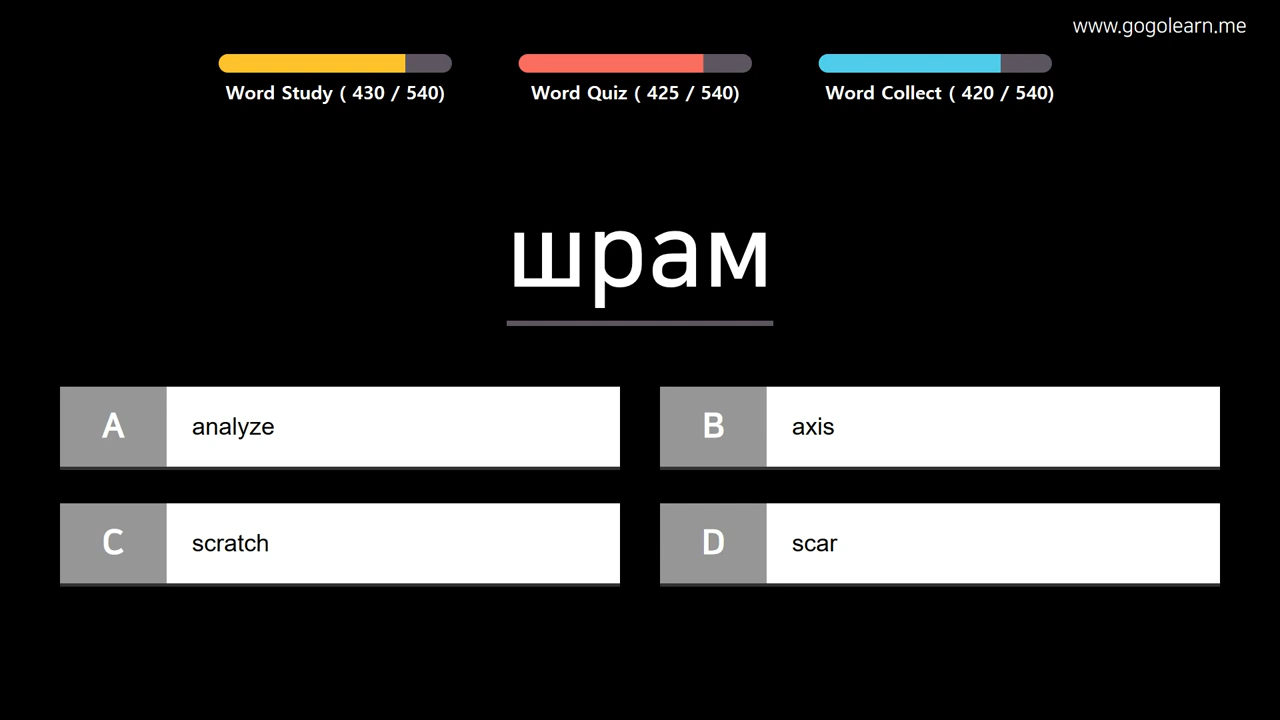 www.gogolearn.me
Word Study ( 430 / 540)
Word Quiz ( 425 / 540)
Word Collect ( 420 / 540)
шрам
A analyze
B axis
C scratch
D scar